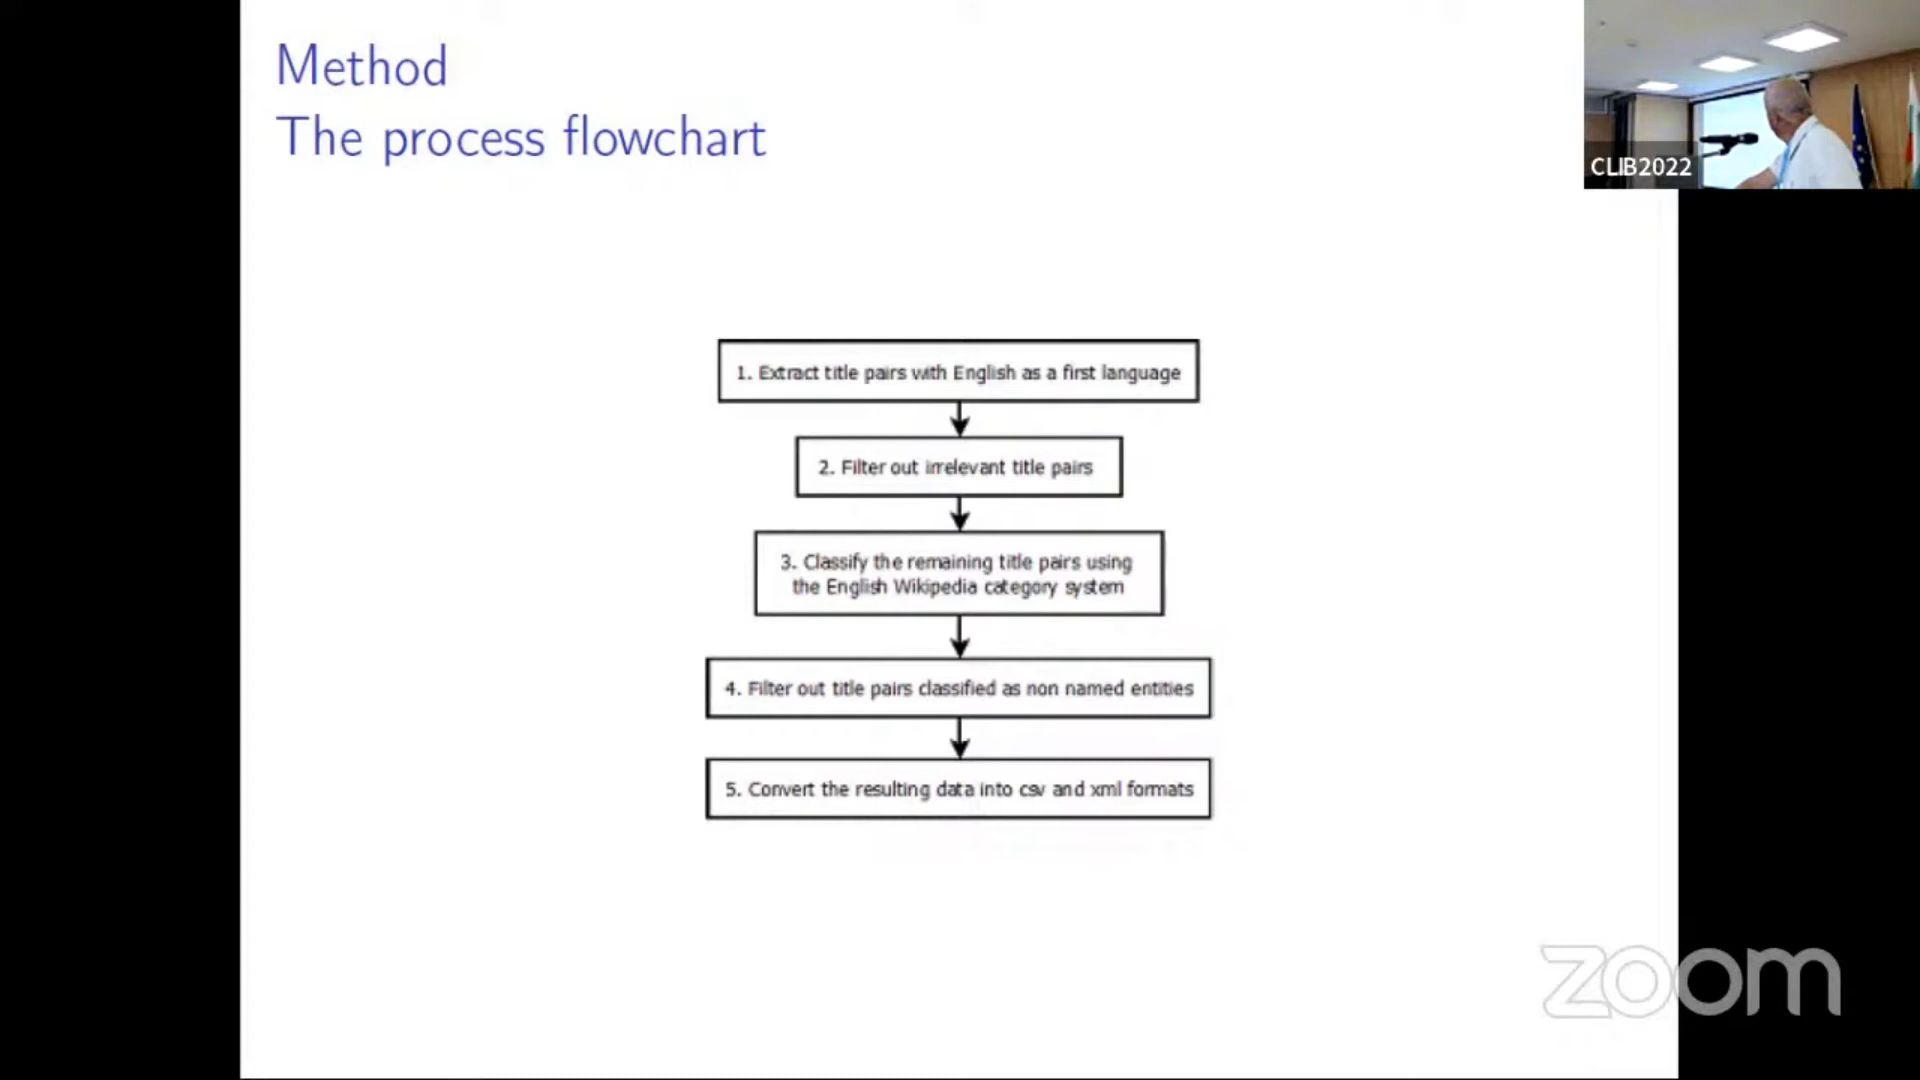 Method
The process flowchart
CLIB2022
1. Extract title pairs with English as a first language
2. Filter out irrelevant title pairs
3. Classify the remaining title pairs using
the English Wikipedia category system
4. Filter out title pairs classified as non named entities
5. Convert the resulting data into csv and xml formats
zoom